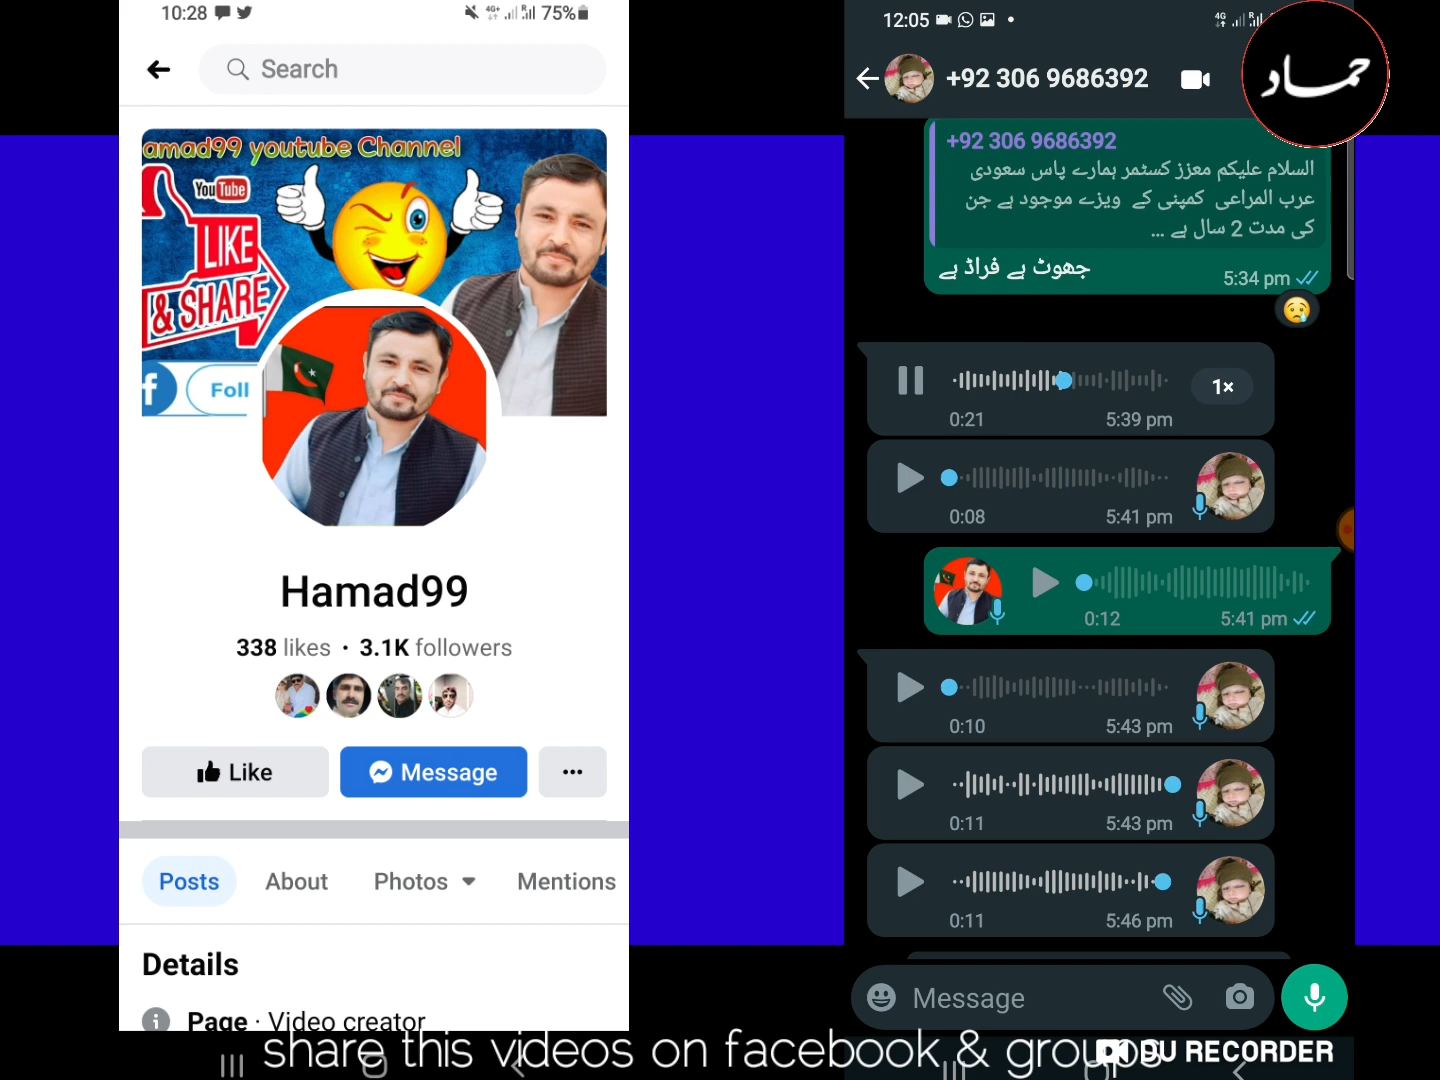 10:28
4G+
75%
Search
amad99 youtube Channel
You Tube
LIKE
& SHARE
f
Foll
Hamad99
338 likes · 3.1K followers
Like
Message
Posts
About
Photos
Mentions
Details
Page · Video creator
12:05
4G
R
حماد
+92 306 9686392
+92 306 9686392
السلام علیکم معزز کسٹمر ہمارے پاس سعودی
عرب المراعی کمپنی کے ویزے موجود ہے جن
کی مدت 2 سال ہے ...
جھوٹ ہے فراڈ ہے
5:34 pm
1×
0:21
5:39 pm
0:08
5:41 pm
0:12
5:41 pm
0:10
5:43 pm
0:11
5:43 pm
0:11
5:46 pm
Message
share this videos on facebook & groups
DU RECORDER